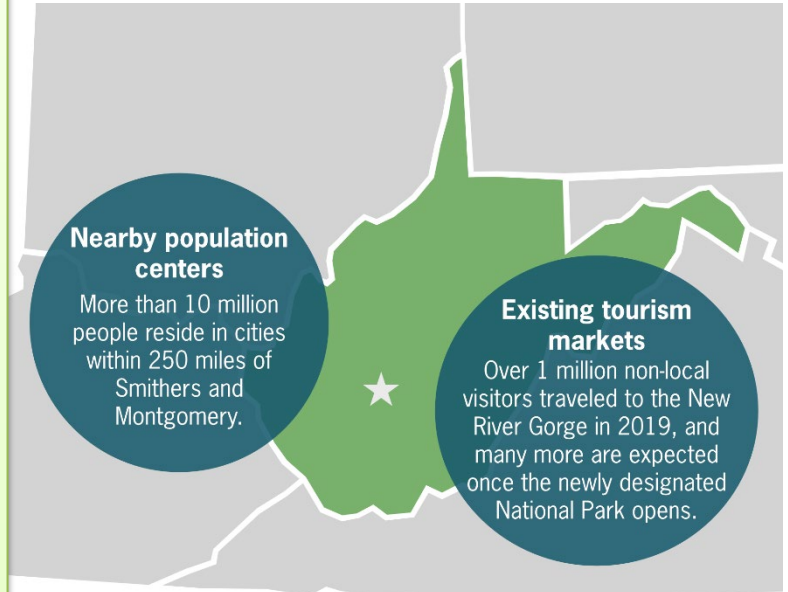 Nearby population
centers
More than 10 million
people reside in cities
within 250 miles of
Smithers and
Montgomery.
Existing tourism
markets
Over 1 million non-local
visitors traveled to the New
River Gorge in 2019, and
many more are expected
once the newly designated
National Park opens.